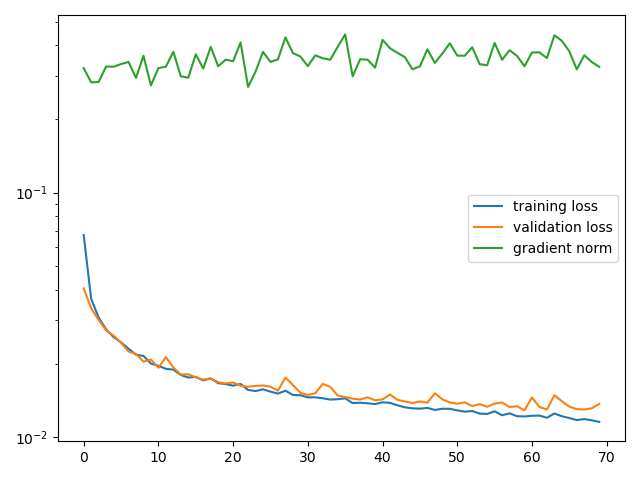 10⁻¹
10⁻²
training loss
validation loss
gradient norm
0 10 20 30 40 50 60 70